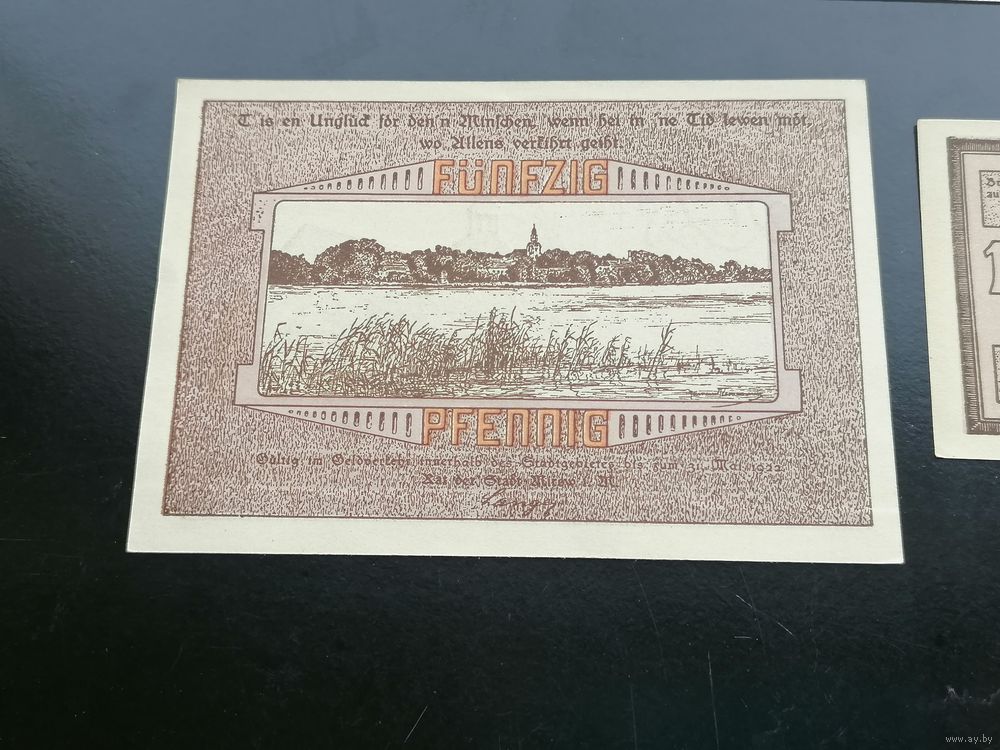 T is en Unglück för den'n Minschen, wenn hei in 'ne Tid lewen möt,
wo Allens verkihrt geiht.
FÜNFZIG
PFENNIG
Gültig im Geldverkehr innerhalb des Stadtgebietes bis zum 31. Mai 1922
Rat der Stadt Mirow i. M.
www.ay.by